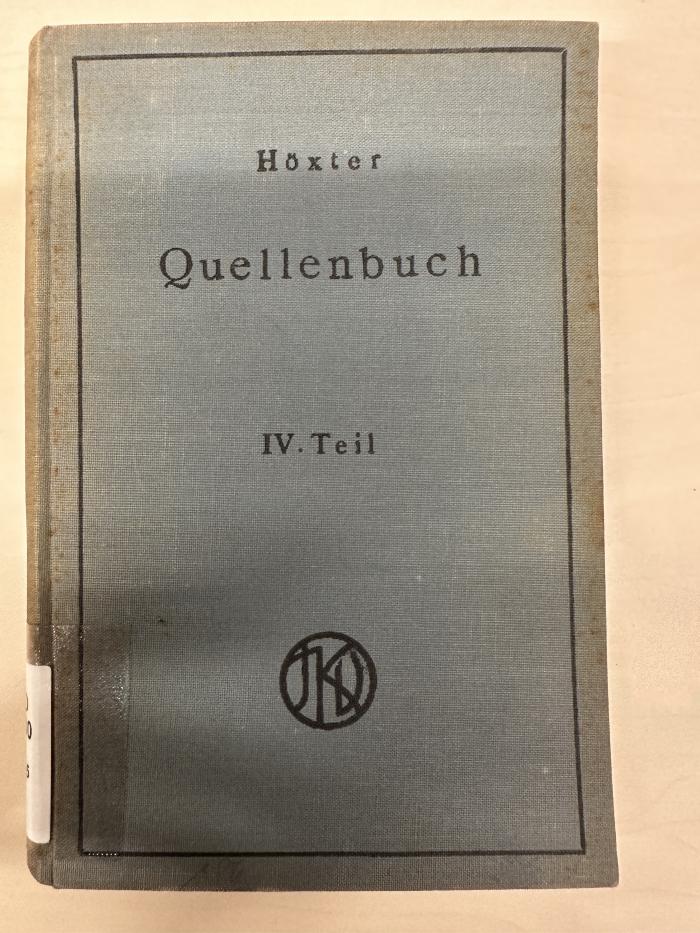 Höxter
Quellenbuch
IV. Teil